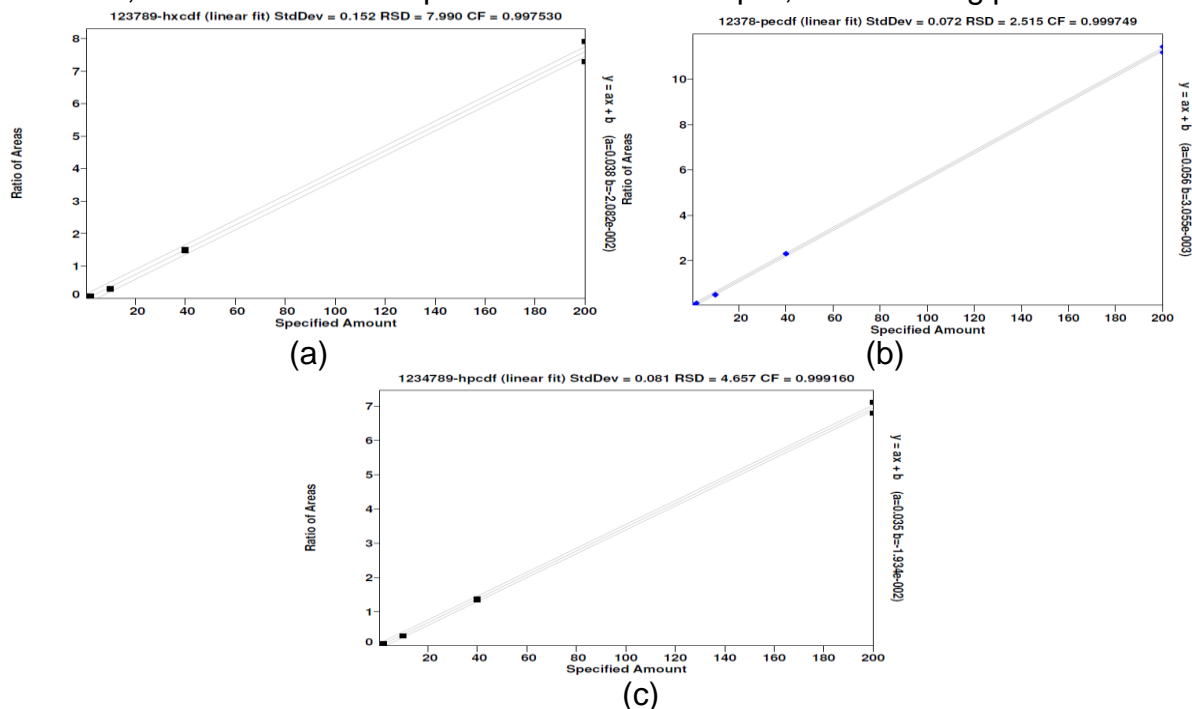 123789-hxcdf (linear fit) StdDev = 0.152 RSD = 7.990 CF = 0.997530
Ratio of Areas
8
7
6
5
4
3
2
1
0
20 40 60 80 100 120 140 160 180 200
Specified Amount
y = ax + b (a=0.038 b=-2.082e-002)
(a)
12378-pecdf (linear fit) StdDev = 0.072 RSD = 2.515 CF = 0.999749
Ratio of Areas
10
8
6
4
2
20 40 60 80 100 120 140 160 180 200
Specified Amount
y = ax + b (a=0.056 b=3.055e-003)
(b)
1234789-hpcdf (linear fit) StdDev = 0.081 RSD = 4.657 CF = 0.999160
Ratio of Areas
7
6
5
4
3
2
1
0
20 40 60 80 100 120 140 160 180 200
Specified Amount
y = ax + b (a=0.035 b=-1.934e-002)
(c)